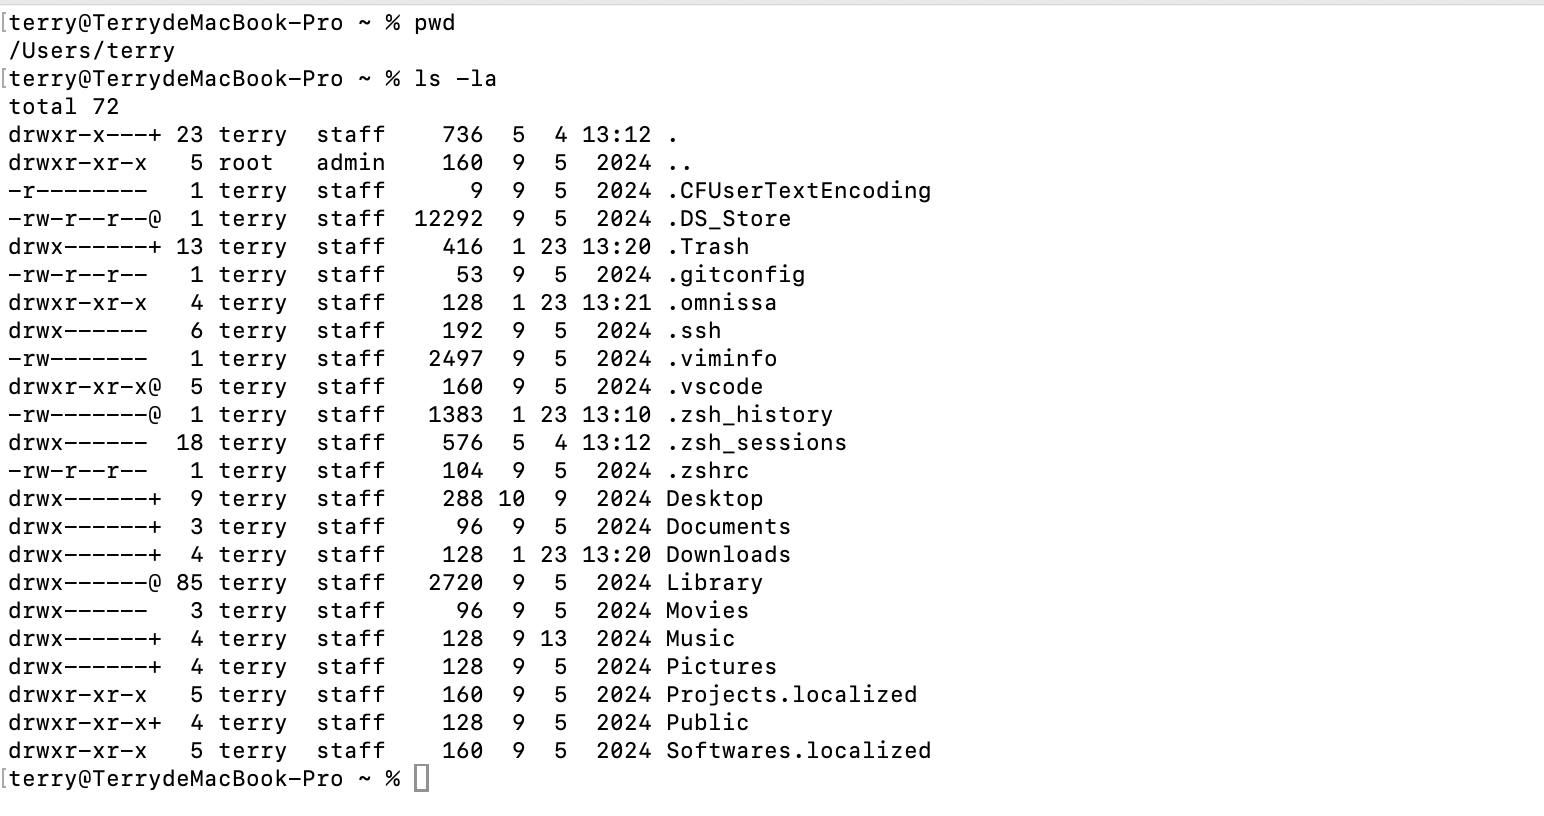 [terry@TerrydeMacBook-Pro ~ % pwd
/Users/terry
[terry@TerrydeMacBook-Pro ~ % ls -la
total 72
drwxr-x---+ 23 terry  staff    736  5  4 13:12 .
drwxr-xr-x   5 root   admin    160  9  5  2024 ..
-r--------   1 terry  staff      9  9  5  2024 .CFUserTextEncoding
-rw-r--r--@  1 terry  staff  12292  9  5  2024 .DS_Store
drwx------+ 13 terry  staff    416  1 23 13:20 .Trash
-rw-r--r--   1 terry  staff     53  9  5  2024 .gitconfig
drwxr-xr-x   4 terry  staff    128  1 23 13:21 .omnissa
drwx------   6 terry  staff    192  9  5  2024 .ssh
-rw-------   1 terry  staff   2497  9  5  2024 .viminfo
drwxr-xr-x@  5 terry  staff    160  9  5  2024 .vscode
-rw-------@  1 terry  staff   1383  1 23 13:10 .zsh_history
drwx------  18 terry  staff    576  5  4 13:12 .zsh_sessions
-rw-r--r--   1 terry  staff    104  9  5  2024 .zshrc
drwx------+  9 terry  staff    288 10  9  2024 Desktop
drwx------+  3 terry  staff     96  9  5  2024 Documents
drwx------+  4 terry  staff    128  1 23 13:20 Downloads
drwx------@ 85 terry  staff   2720  9  5  2024 Library
drwx------   3 terry  staff     96  9  5  2024 Movies
drwx------+  4 terry  staff    128  9 13  2024 Music
drwx------+  4 terry  staff    128  9  5  2024 Pictures
drwxr-xr-x   5 terry  staff    160  9  5  2024 Projects.localized
drwxr-xr-x+  4 terry  staff    128  9  5  2024 Public
drwxr-xr-x   5 terry  staff    160  9  5  2024 Softwares.localized
[terry@TerrydeMacBook-Pro ~ %